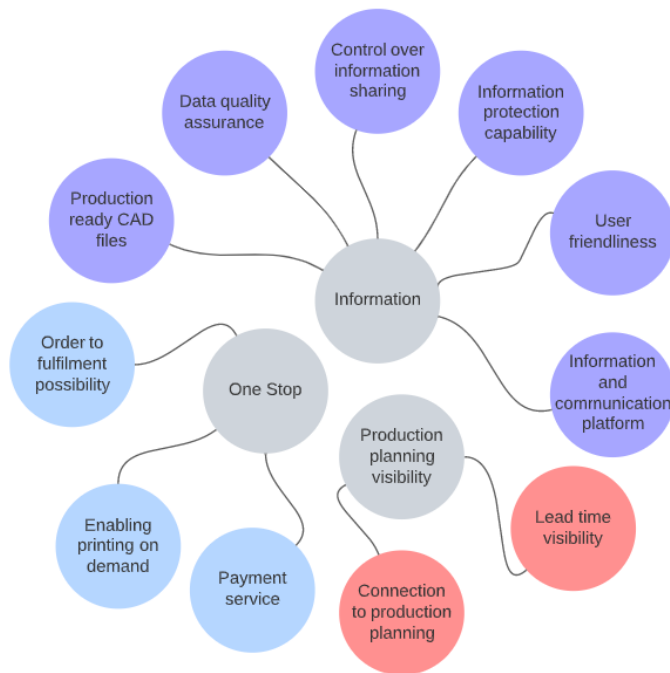 Control over
information
sharing
Data quality
assurance
Information
protection
capability
Production
ready CAD
files
User
friendliness
Information
Order to
fulfilment
possibility
One Stop
Information
and
communication
platform
Production
planning
visibility
Lead time
visibility
Enabling
printing on
demand
Payment
service
Connection
to production
planning